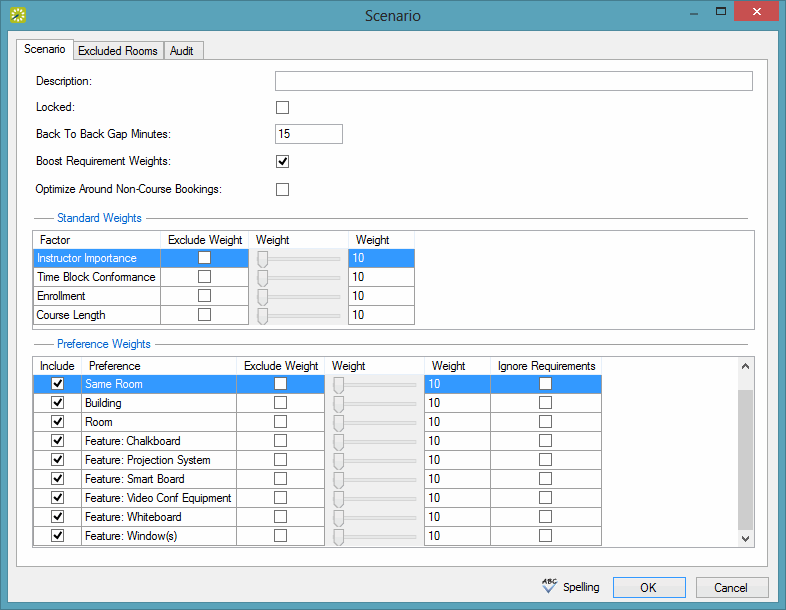 Scenario
Scenario Excluded Rooms Audit
Description:
Locked:
Back To Back Gap Minutes: 15
Boost Requirement Weights:
Optimize Around Non-Course Bookings:
Standard Weights
Factor Exclude Weight Weight Weight
Instructor Importance 10
Time Block Conformance 10
Enrollment 10
Course Length 10
Preference Weights
Include Preference Exclude Weight Weight Weight Ignore Requirements
Same Room 10
Building 10
Room 10
Feature: Chalkboard 10
Feature: Projection System 10
Feature: Smart Board 10
Feature: Video Conf Equipment 10
Feature: Whiteboard 10
Feature: Window(s) 10
ABC Spelling OK Cancel